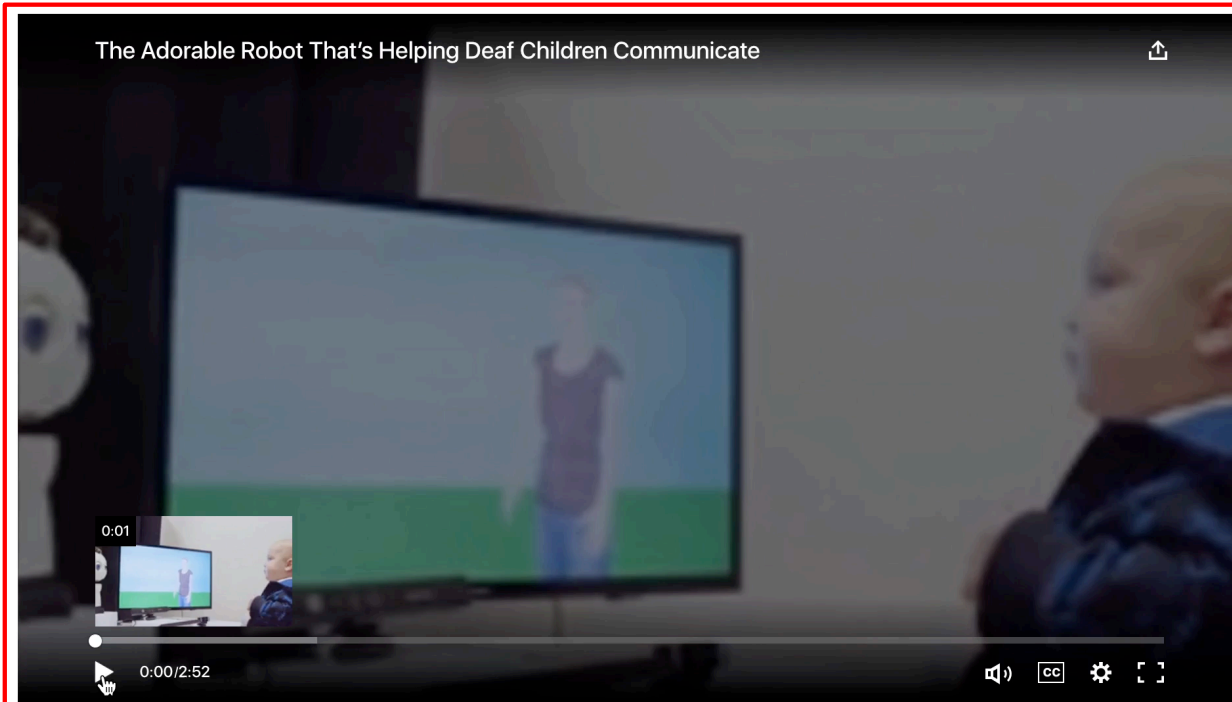 The Adorable Robot That's Helping Deaf Children Communicate
0:01
0:00/2:52
CC